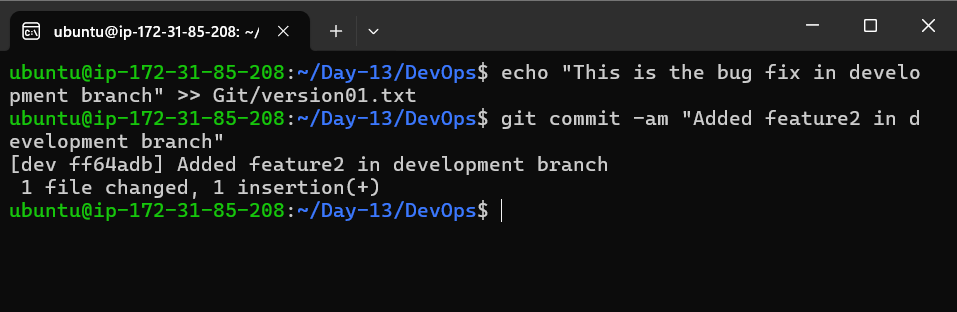 ubuntu@ip-172-31-85-208: ~/
ubuntu@ip-172-31-85-208:~/Day-13/DevOps$ echo "This is the bug fix in develo
pment branch" >> Git/version01.txt
ubuntu@ip-172-31-85-208:~/Day-13/DevOps$ git commit -am "Added feature2 in d
evelopment branch"
[dev ff64adb] Added feature2 in development branch
 1 file changed, 1 insertion(+)
ubuntu@ip-172-31-85-208:~/Day-13/DevOps$